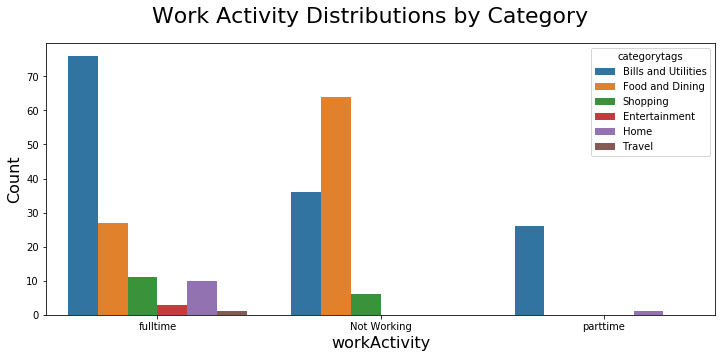 Work Activity Distributions by Category
categorytags
Bills and Utilities
Food and Dining
Shopping
Entertainment
Home
Travel
Count
70
60
50
40
30
20
10
0
fulltime
Not Working
parttime
workActivity